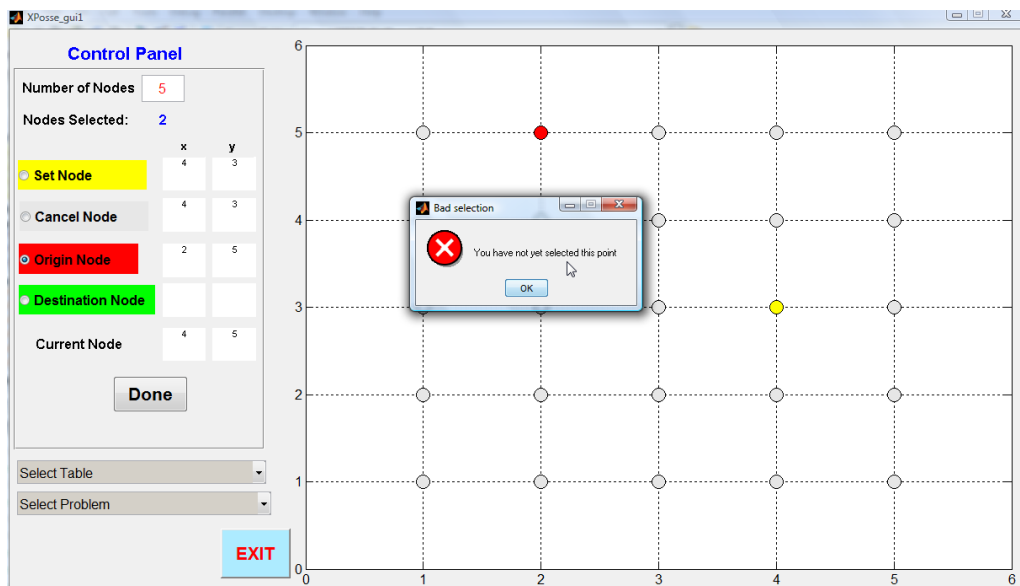 XPosse_gui1
Control Panel
Number of Nodes 5
Nodes Selected: 2
x y
Set Node 4 3
Cancel Node 4 3
Origin Node 2 5
Destination Node
Current Node 4 5
Done
Select Table
Select Problem
EXIT
6
5
4
3
2
1
0
0 1 2 3 4 5 6
Bad selection
You have not yet selected this point
OK